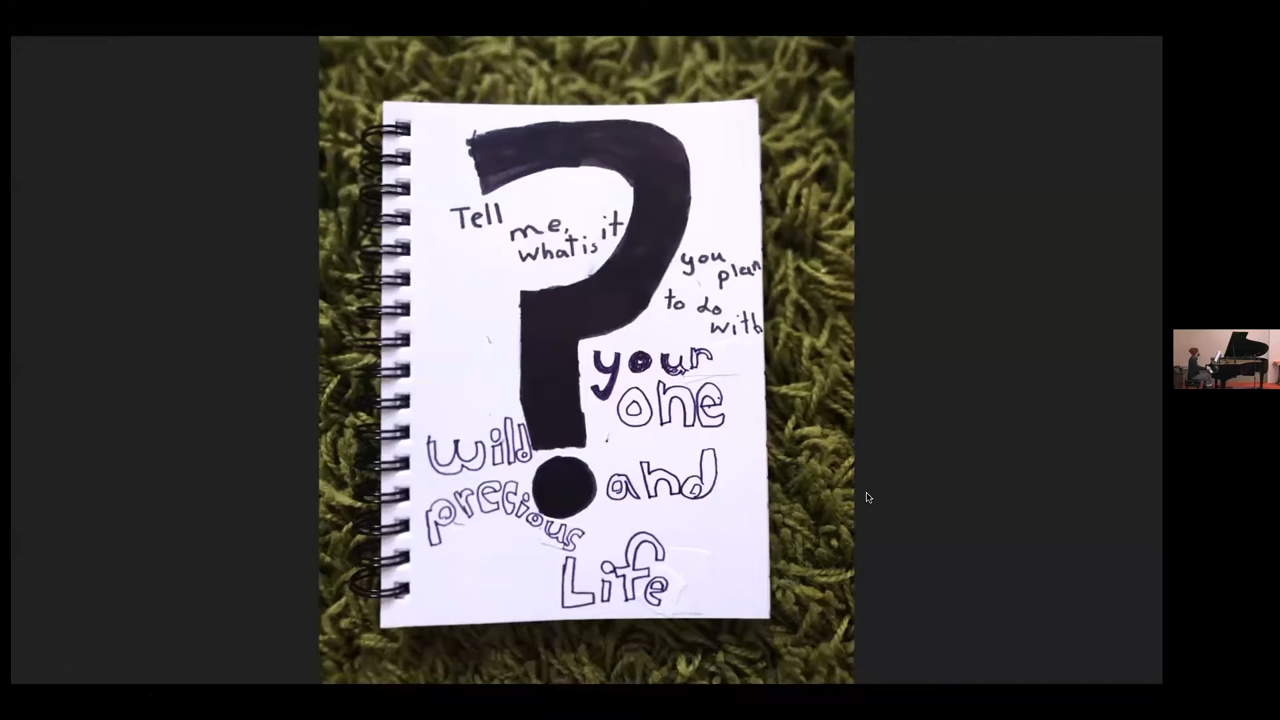 Tell
me,
what is it
you
plan
to do
with
your
one
wild
and
precious
Life